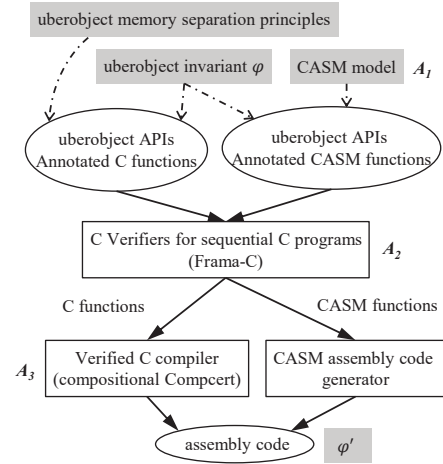 uberobject memory separation principles
uberobject invariant φ
CASM model
A1
uberobject APIs
Annotated C functions
uberobject APIs
Annotated CASM functions
C Verifiers for sequential C programs
(Frama-C)
A2
C functions
CASM functions
A3
Verified C compiler
(compositional Compcert)
CASM assembly code
generator
assembly code
φ′